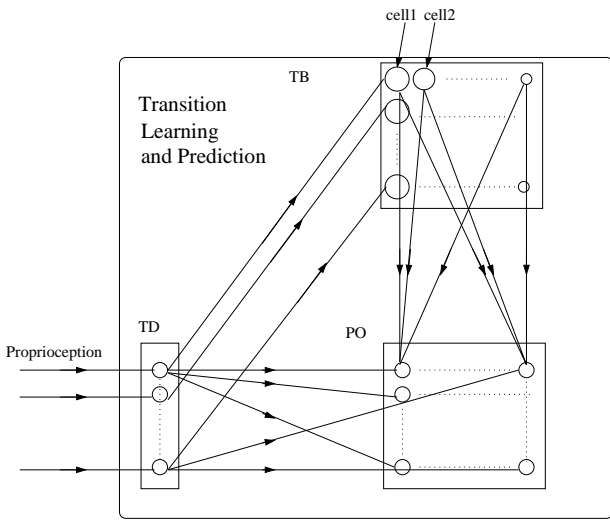 cell1 cell2
TB
Transition
Learning
and Prediction
TD
PO
Proprioception